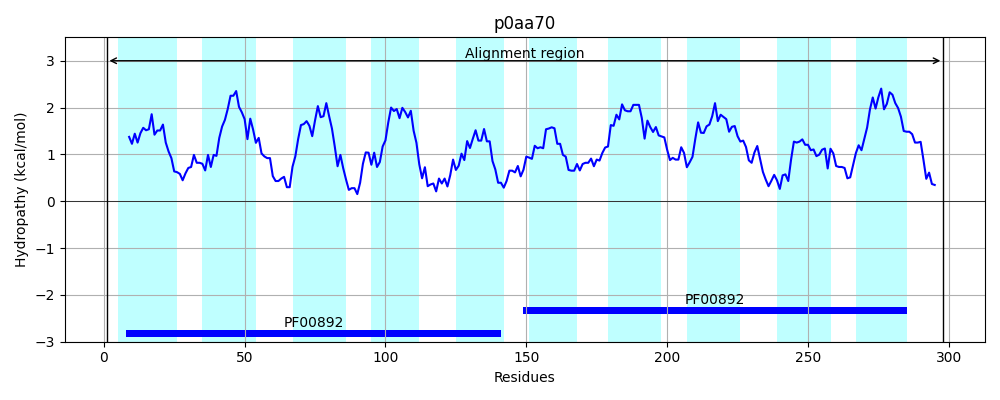 p0aa70
Alignment region
3
2
1
0
−1
−2
−3
Hydropathy (kcal/mol)
PF00892
PF00892
0
50
100
150
200
250
300
Residues